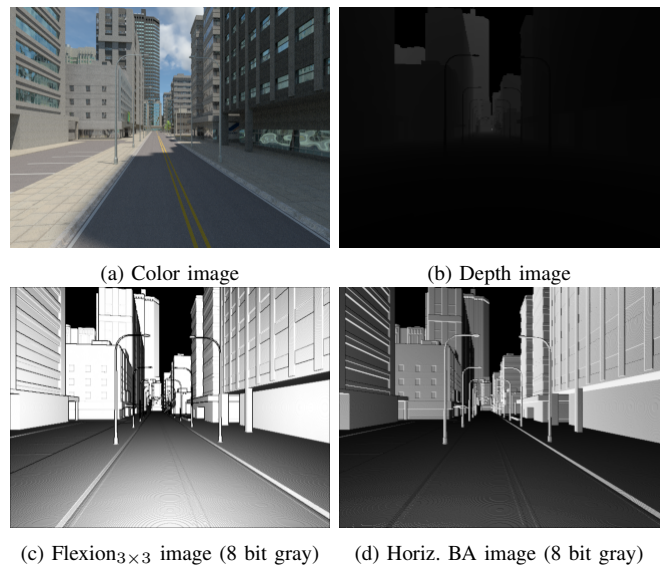 (a) Color image
(b) Depth image
(c) Flexion3×3 image (8 bit gray)
(d) Horiz. BA image (8 bit gray)